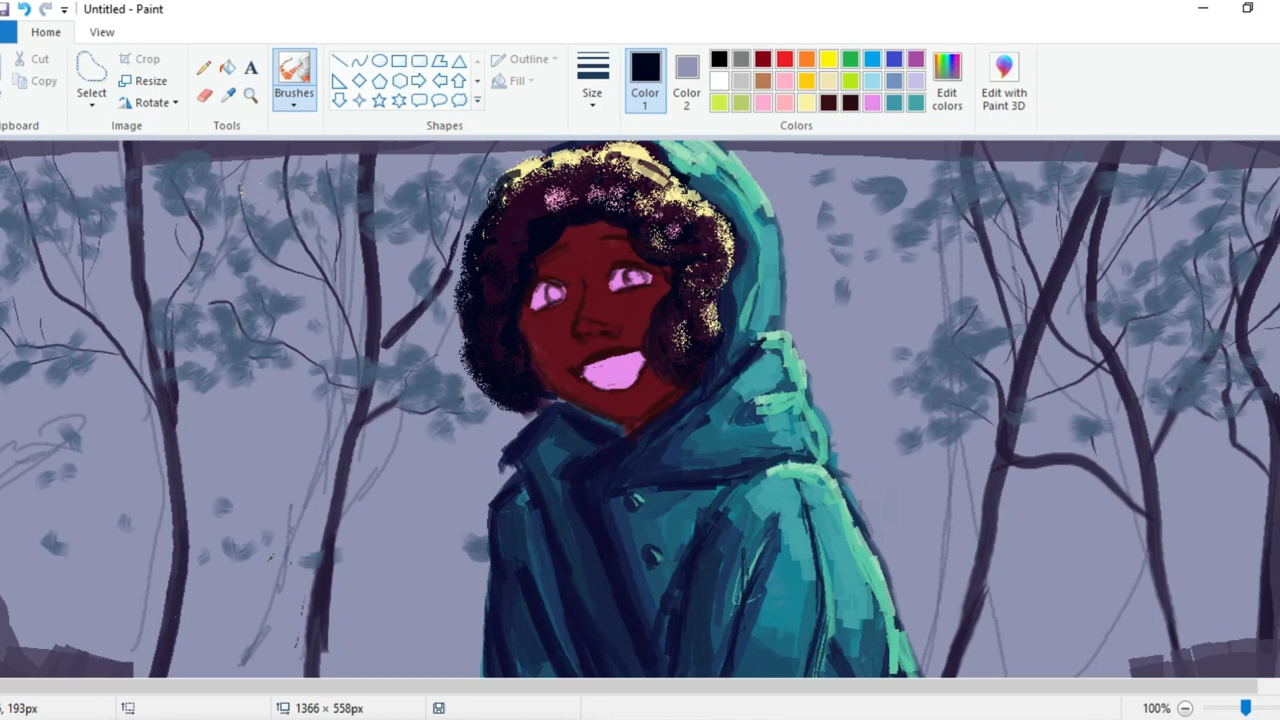 Untitled - Paint
Home View
Cut
Copy
Select
Crop
Resize
Rotate
A
Brushes
Outline
Fill
Size
Color 1
Color 2
Edit colors
Edit with Paint 3D
Image Tools Shapes Colors
193px 1366 × 558px 100%